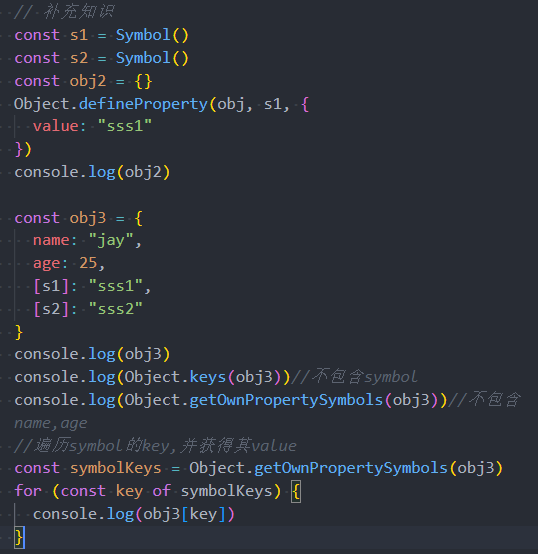 // 补充知识
const s1 = Symbol()
const s2 = Symbol()
const obj2 = {}
Object.defineProperty(obj, s1, {
  value: "sss1"
})
console.log(obj2)

const obj3 = {
  name: "jay",
  age: 25,
  [s1]: "sss1",
  [s2]: "sss2"
}
console.log(obj3)
console.log(Object.keys(obj3))//不包含symbol
console.log(Object.getOwnPropertySymbols(obj3))//不包含
name,age
//遍历symbol的key,并获得其value
const symbolKeys = Object.getOwnPropertySymbols(obj3)
for (const key of symbolKeys) {
  console.log(obj3[key])
}